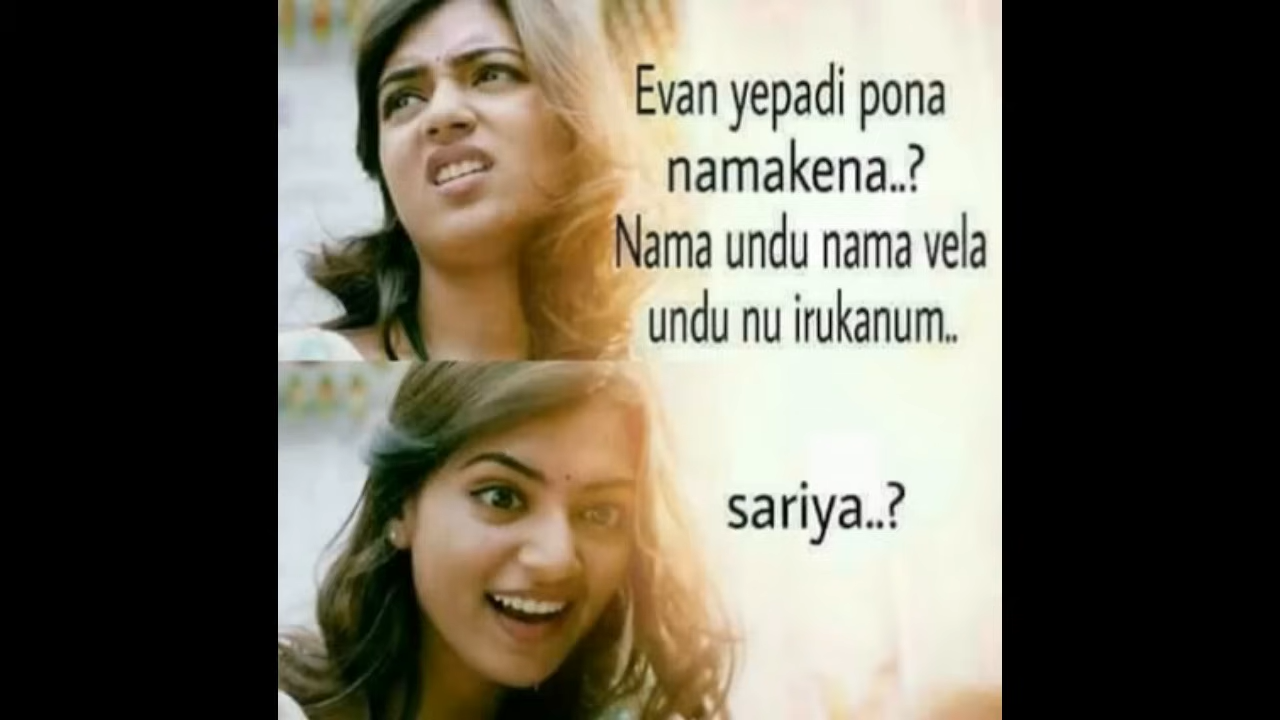 Evan yepadi pona
namakena..?
Nama undu nama vela
undu nu irukanum..
sariya..?